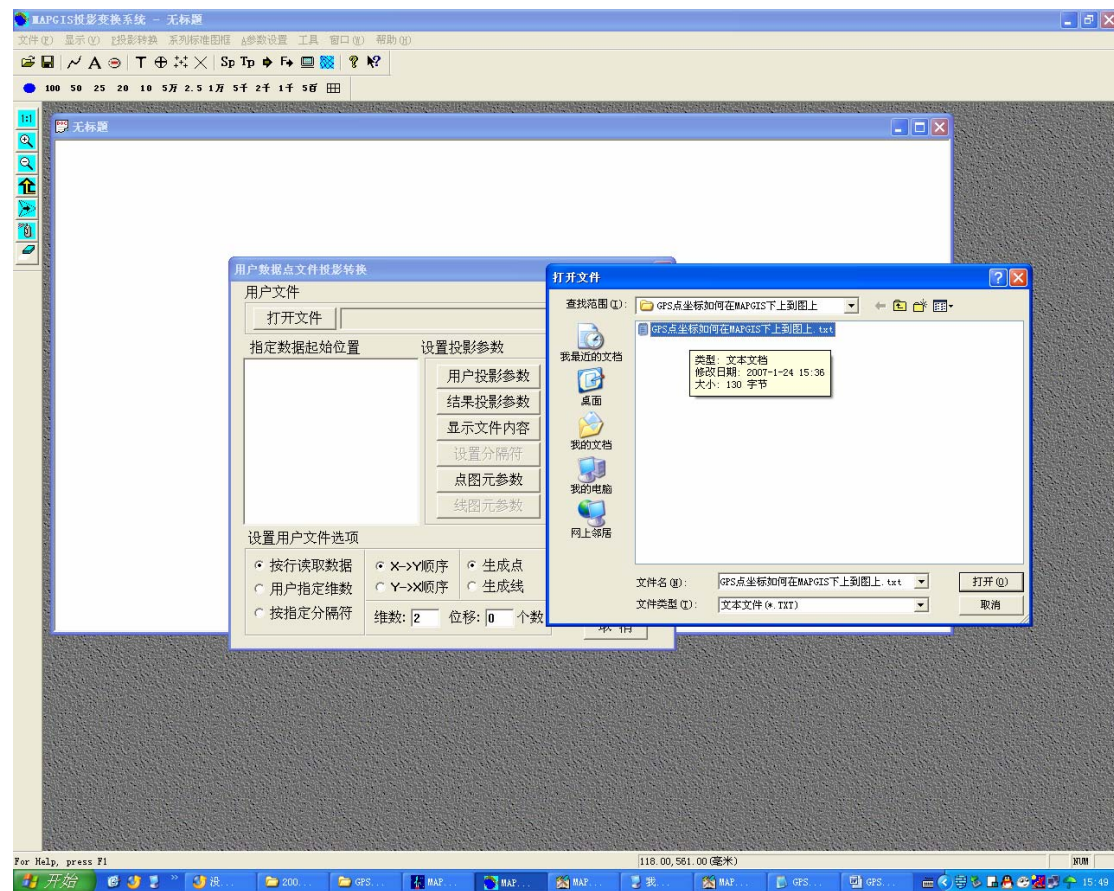 MAPGIS投影变换系统 - 无标题
文件(F) 显示(V) P投影转换 系列标准图框 A参数设置 工具 窗口(W) 帮助(H)
Sp Tp F
100 50 25 20 10 5万 2.5 1万 5千 2千 1千 5百
1:1
无标题
用户数据点文件投影转换
用户文件
打开文件
指定数据起始位置
设置投影参数
用户投影参数
结果投影参数
显示文件内容
设置分隔符
点图元参数
线图元参数
设置用户文件选项
按行读取数据 X->Y顺序 生成点
用户指定维数 Y->X顺序 生成线
按指定分隔符 维数: 2 位移: 0 个数
取 消
打开文件
查找范围(I): GPS点坐标如何在MAPGIS下上到图上
GPS点坐标如何在MAPGIS下上到图上.txt
类型: 文本文档
修改日期: 2007-1-24 15:36
大小: 130 字节
我最近的文档
桌面
我的文档
我的电脑
网上邻居
文件名(N): GPS点坐标如何在MAPGIS下上到图上.txt 打开(O)
文件类型(T): 文本文件(*.TXT) 取消
For Help, press F1
118.00,561.00(毫米)
NUM
开始 没... 200... GPS... MAP... MAP... MAP... 我... MAP... GPS... GPS... 15:49